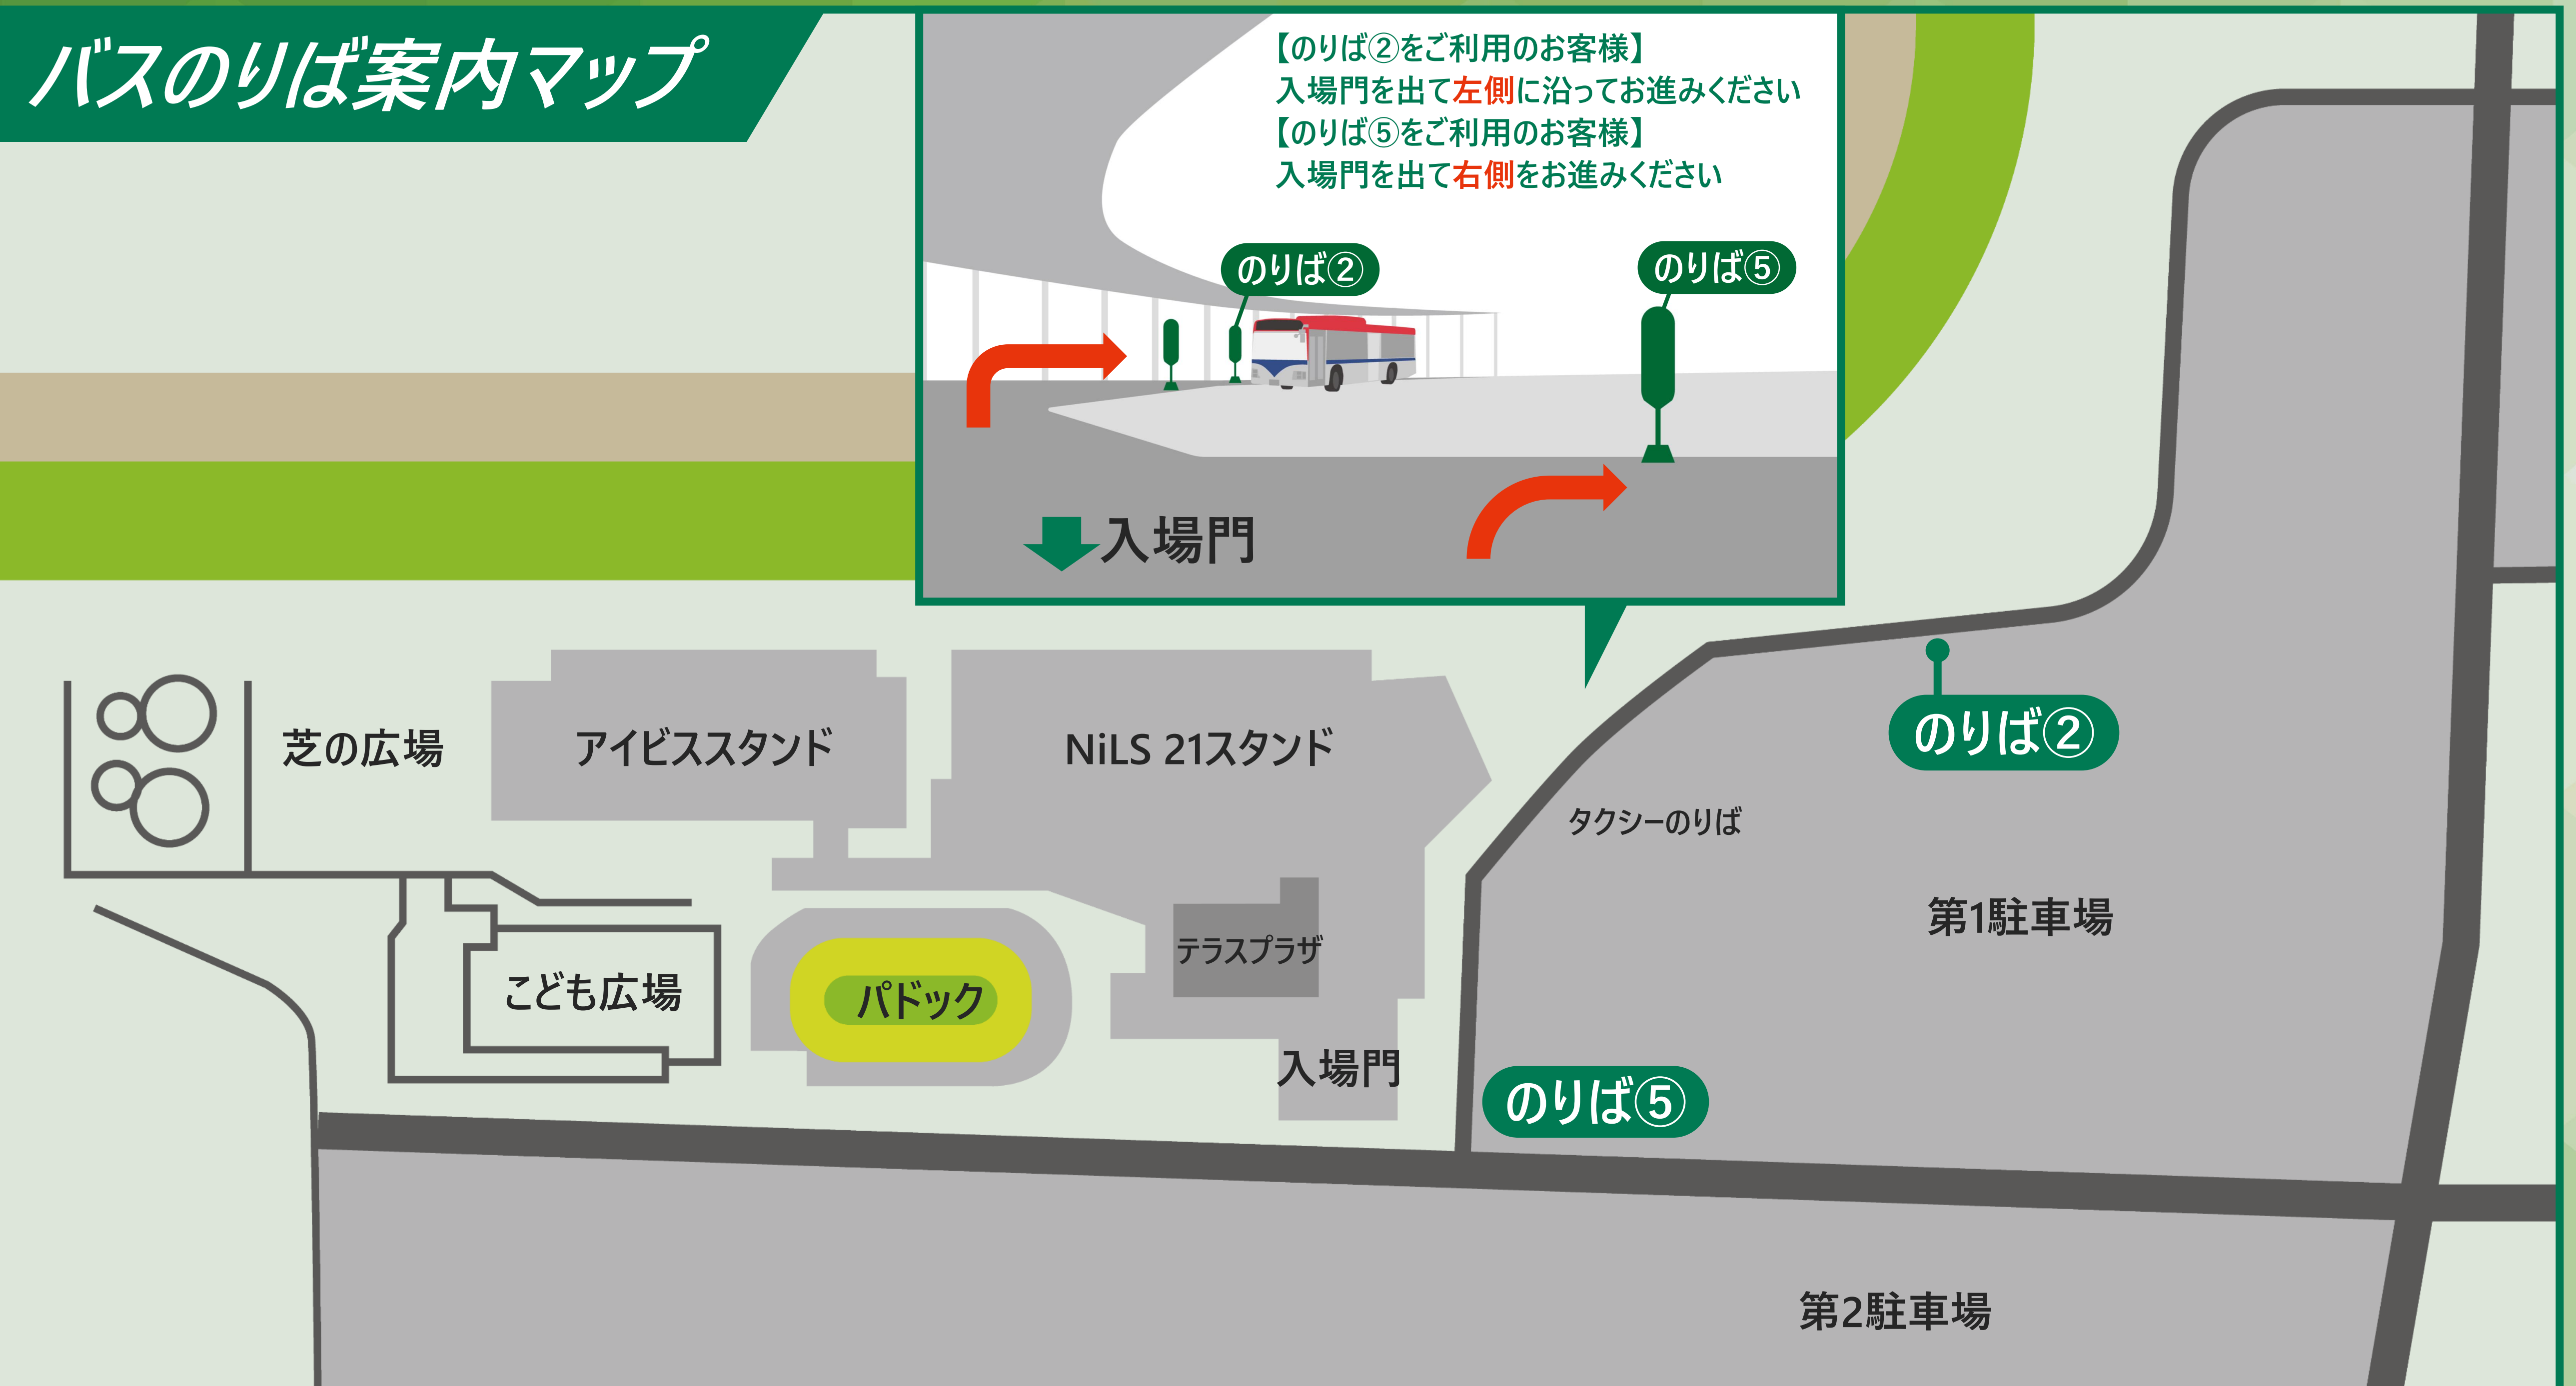 バスのりば案内マップ
【のりば②をご利用のお客様】
入場門を出て左側に沿ってお進みください
【のりば⑤をご利用のお客様】
入場門を出て右側をお進みください
のりば②
のりば⑤
入場門
芝の広場
アイビススタンド
NiLS 21スタンド
のりば②
タクシーのりば
第1駐車場
テラスプラザ
こども広場
パドック
入場門
のりば⑤
第2駐車場